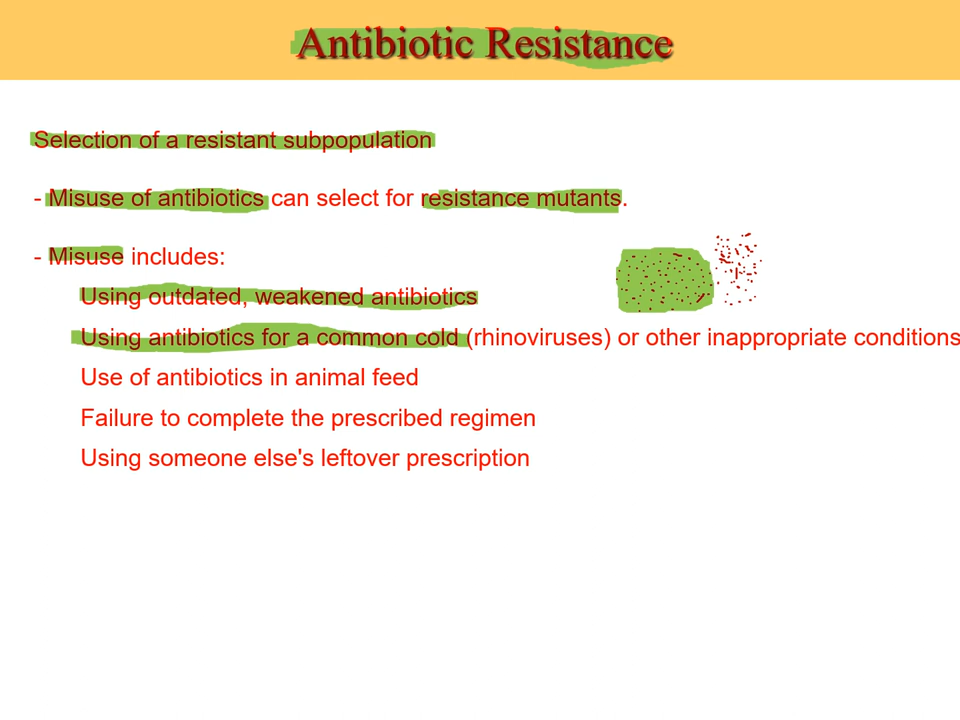 Antibiotic Resistance
Selection of a resistant subpopulation
- Misuse of antibiotics can select for resistance mutants.
- Misuse includes:
Using outdated, weakened antibiotics
Using antibiotics for a common cold (rhinoviruses) or other inappropriate conditions
Use of antibiotics in animal feed
Failure to complete the prescribed regimen
Using someone else's leftover prescription